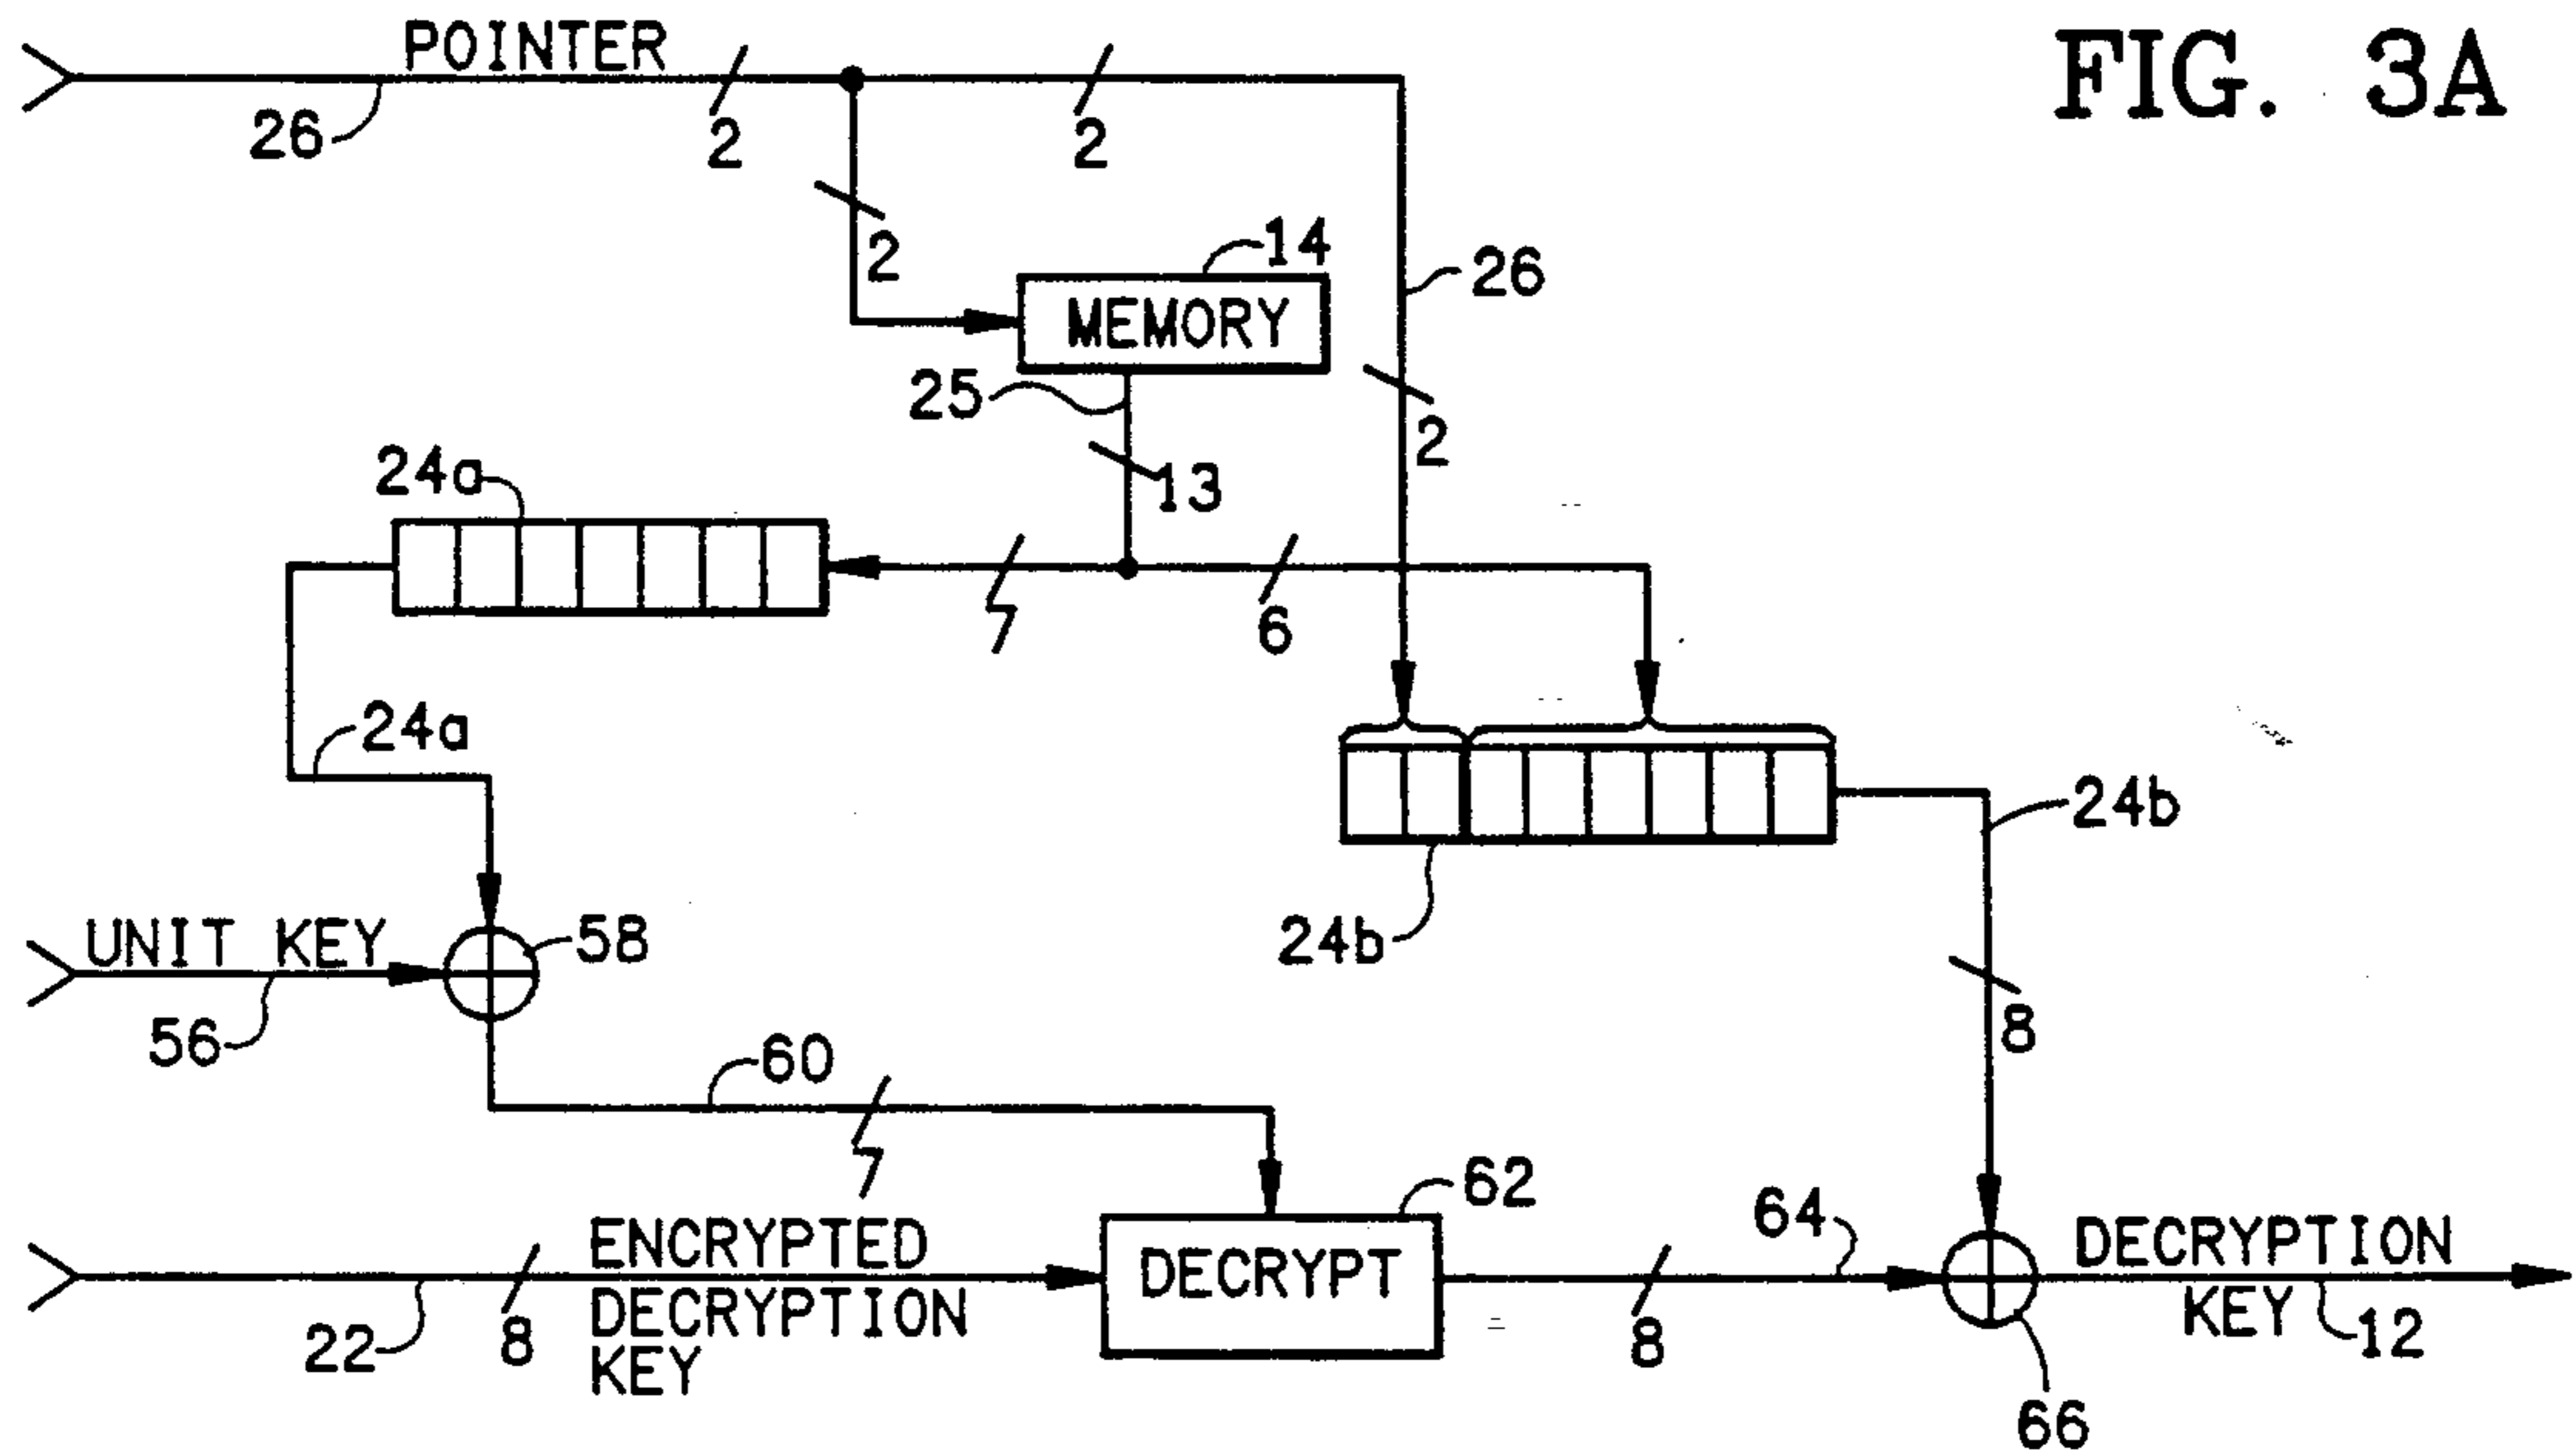 FIG. 3A
POINTER
26
2
2
2
14
MEMORY
26
25
2
13
24a
7
6
24a
24b
24b
UNIT KEY
58
56
8
60
7
62
64
ENCRYPTED
DECRYPTION
KEY
22
8
DECRYPT
8
DECRYPTION
KEY
12
66